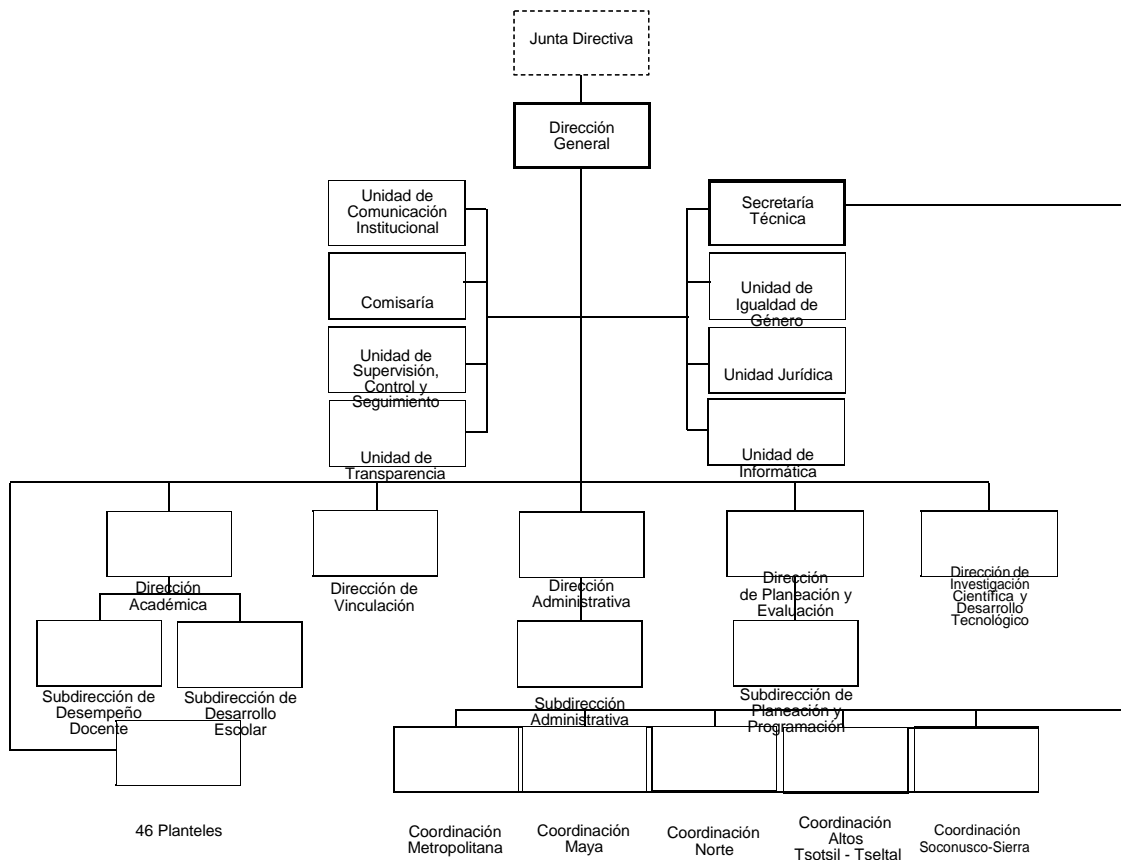 Junta Directiva
Dirección
General
Unidad de
Comunicación
Institucional
Secretaría
Técnica
Comisaría
Unidad de
Igualdad de
Género
Unidad de
Supervisión,
Control y
Seguimiento
Unidad Jurídica
Unidad de
Transparencia
Unidad de
Informática
Dirección
Académica
Dirección de
Vinculación
Dirección
Administrativa
Dirección
de Planeación y
Evaluación
Dirección de
Investigación
Científica y
Desarrollo
Tecnológico
Subdirección de
Desempeño
Docente
Subdirección de
Desarrollo
Escolar
Subdirección
Administrativa
Subdirección de
Planeación y
Programación
46 Planteles
Coordinación
Metropolitana
Coordinación
Maya
Coordinación
Norte
Coordinación
Altos
Tsotsil - Tseltal
Coordinación
Soconusco-Sierra